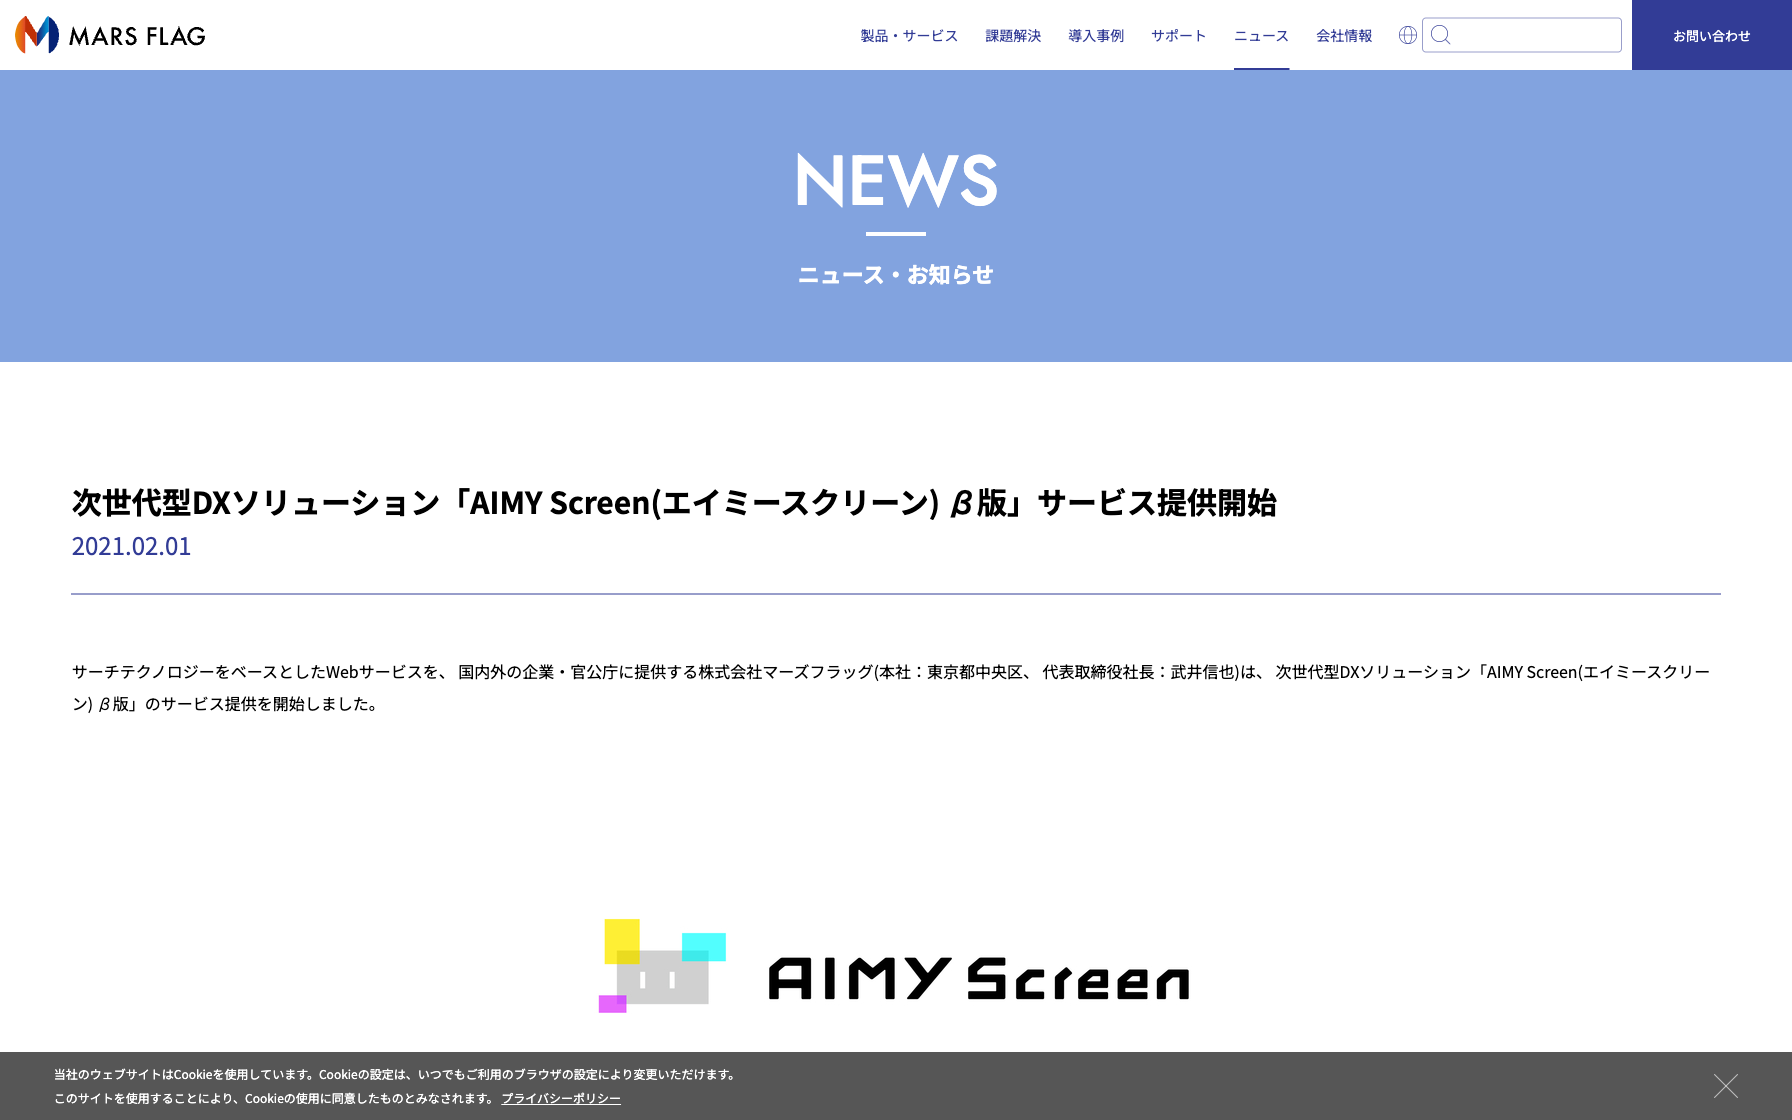 MARS FLAG
製品・サービス
課題解決
導入事例
サポート
ニュース
会社情報
お問い合わせ
NEWS
ニュース・お知らせ
次世代型DXソリューション「AIMY Screen(エイミースクリーン) β版」サービス提供開始
2021.02.01
サーチテクノロジーをベースとしたWebサービスを、国内外の企業・官公庁に提供する株式会社マーズフラッグ(本社：東京都中央区、代表取締役社長：武井信也)は、次世代型DXソリューション「AIMY Screen(エイミースクリー
ン) β版」のサービス提供を開始しました。
AIMY Screen
当社のウェブサイトはCookieを使用しています。Cookieの設定は、いつでもご利用のブラウザの設定により変更いただけます。
このサイトを使用することにより、Cookieの使用に同意したものとみなされます。 プライバシーポリシー